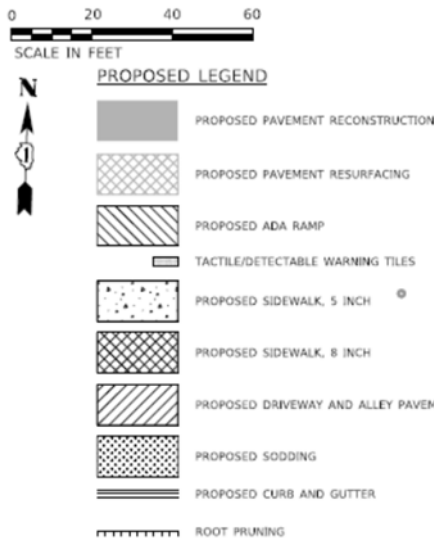 0 20 40 60
SCALE IN FEET
PROPOSED LEGEND
N
1
PROPOSED PAVEMENT RECONSTRUCTION
PROPOSED PAVEMENT RESURFACING
PROPOSED ADA RAMP
TACTILE/DETECTABLE WARNING TILES
PROPOSED SIDEWALK, 5 INCH
PROPOSED SIDEWALK, 8 INCH
PROPOSED DRIVEWAY AND ALLEY PAVEM
PROPOSED SODDING
PROPOSED CURB AND GUTTER
ROOT PRUNING